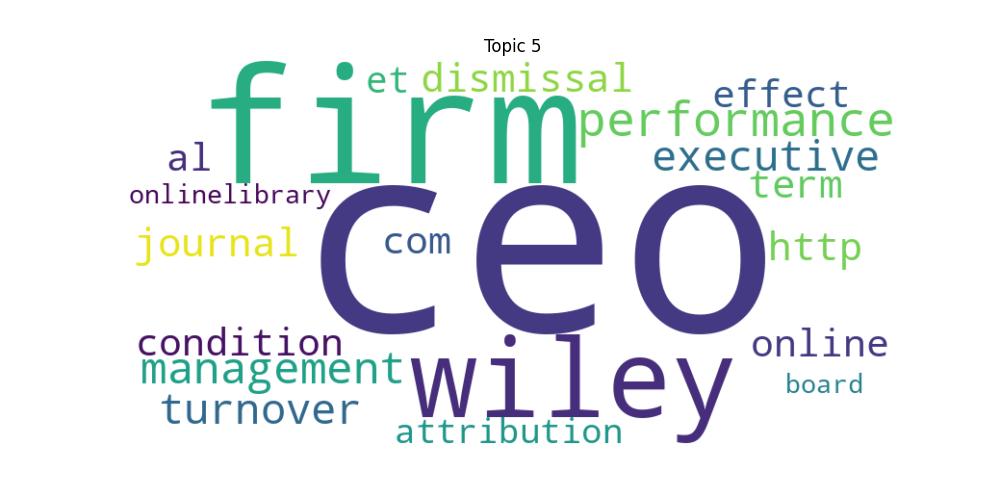 Topic 5
firm
et
dismissal
effect
performance
al
executive
term
onlinelibrary
ceo
journal
com
http
condition
wiley
online
management
board
turnover
attribution